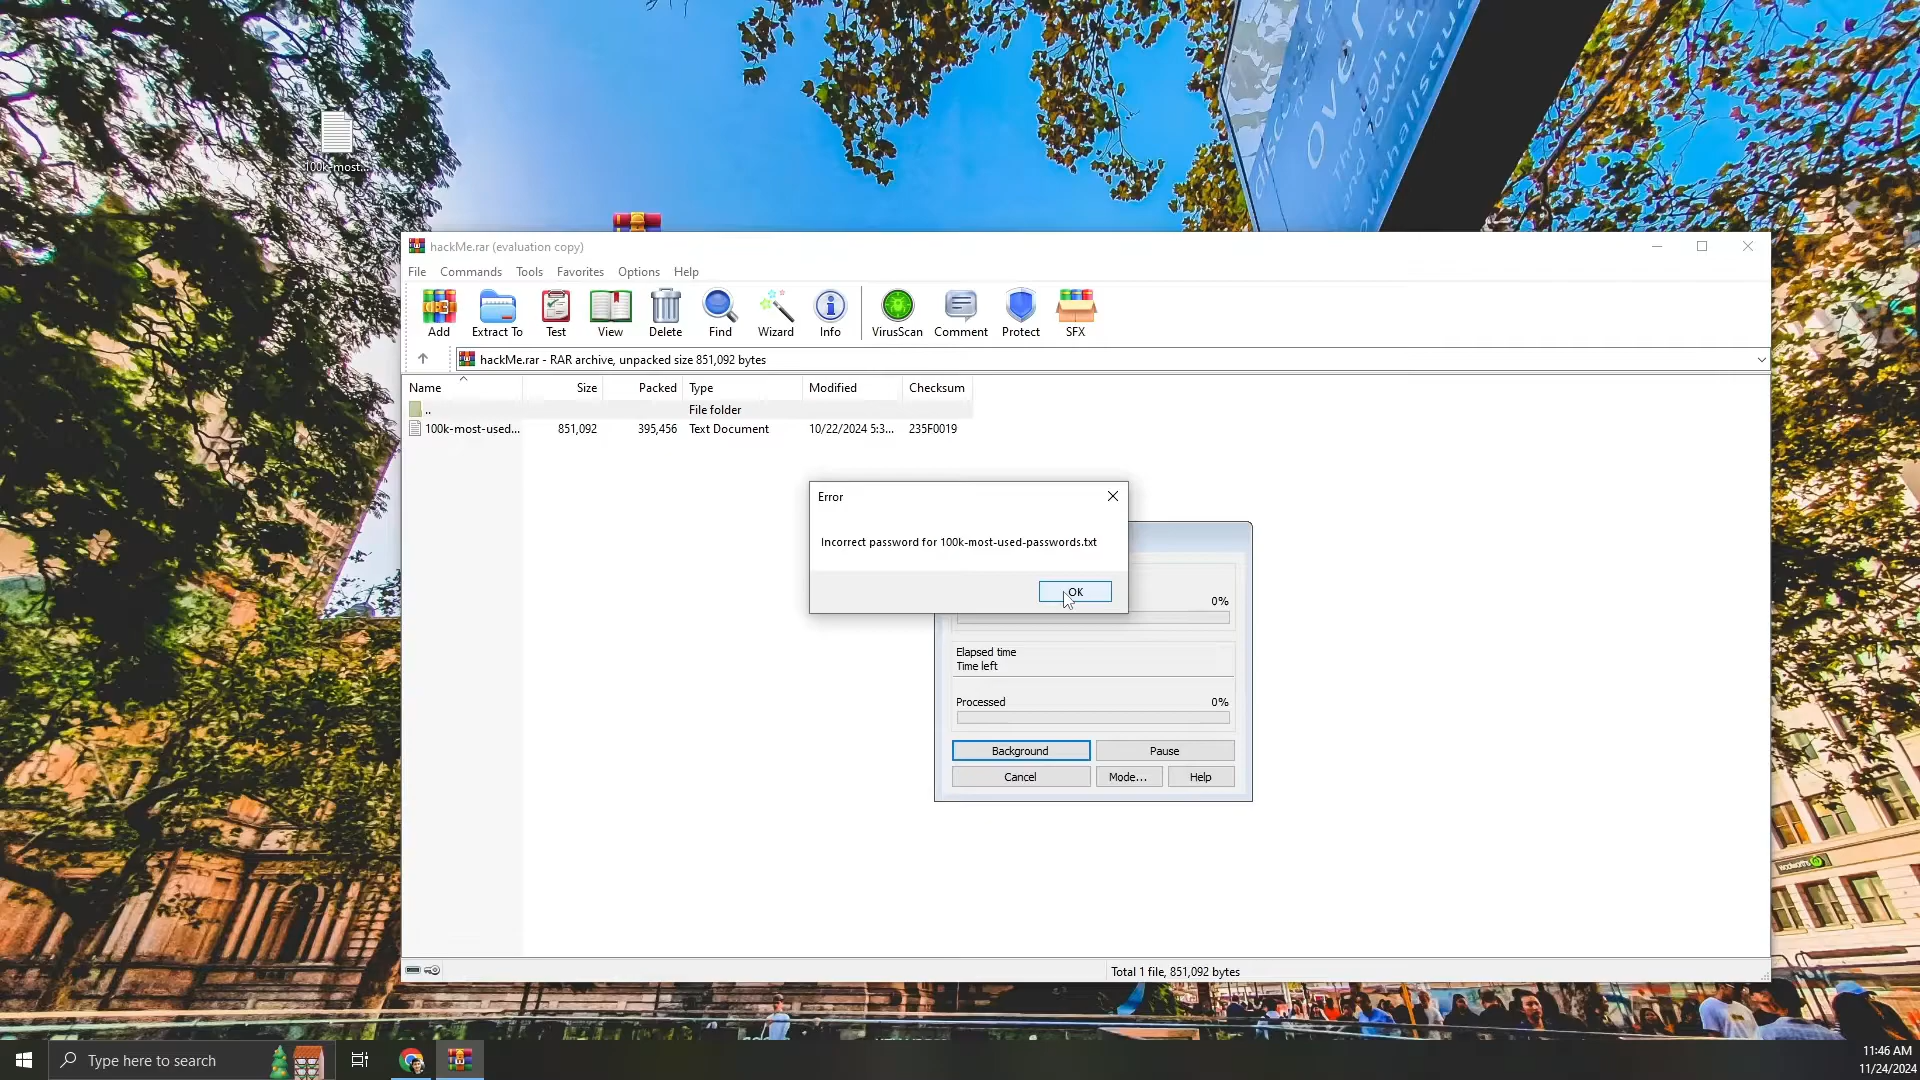 Over
100k-most...
hackMe.rar (evaluation copy)
File Commands Tools Favorites Options Help
Add Extract To Test View Delete Find Wizard Info VirusScan Comment Protect SFX
hackMe.rar - RAR archive, unpacked size 851,092 bytes
Name Size Packed Type Modified Checksum
.. File folder
100k-most-used... 851,092 395,456 Text Document 10/22/2024 5:3... 235F0019
Error
Incorrect password for 100k-most-used-passwords.txt
OK
0%
Elapsed time
Time left
Processed 0%
Background Pause
Cancel Mode... Help
Total 1 file, 851,092 bytes
Woolworths
Type here to search
11:46 AM
11/24/2024